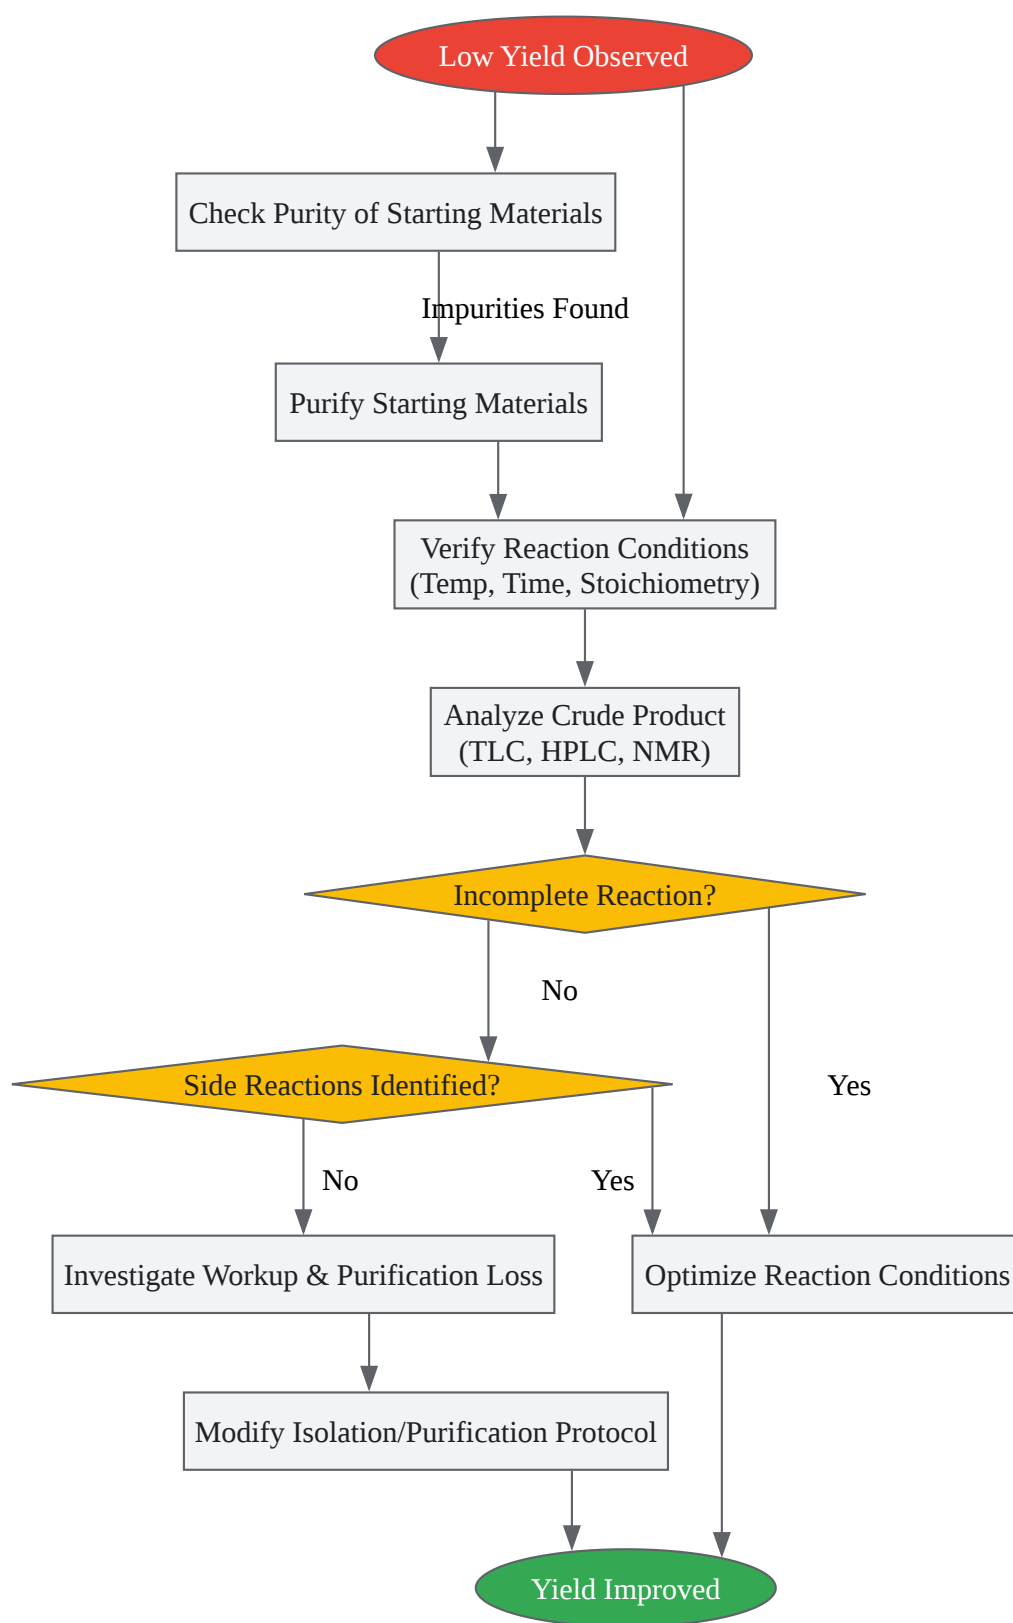 Low Yield Observed
Check Purity of Starting Materials
Impurities Found
Purify Starting Materials
Verify Reaction Conditions
(Temp, Time, Stoichiometry)
Analyze Crude Product
(TLC, HPLC, NMR)
Incomplete Reaction?
No
Side Reactions Identified?
Yes
No
Yes
Investigate Workup & Purification Loss
Optimize Reaction Conditions
Modify Isolation/Purification Protocol
Yield Improved